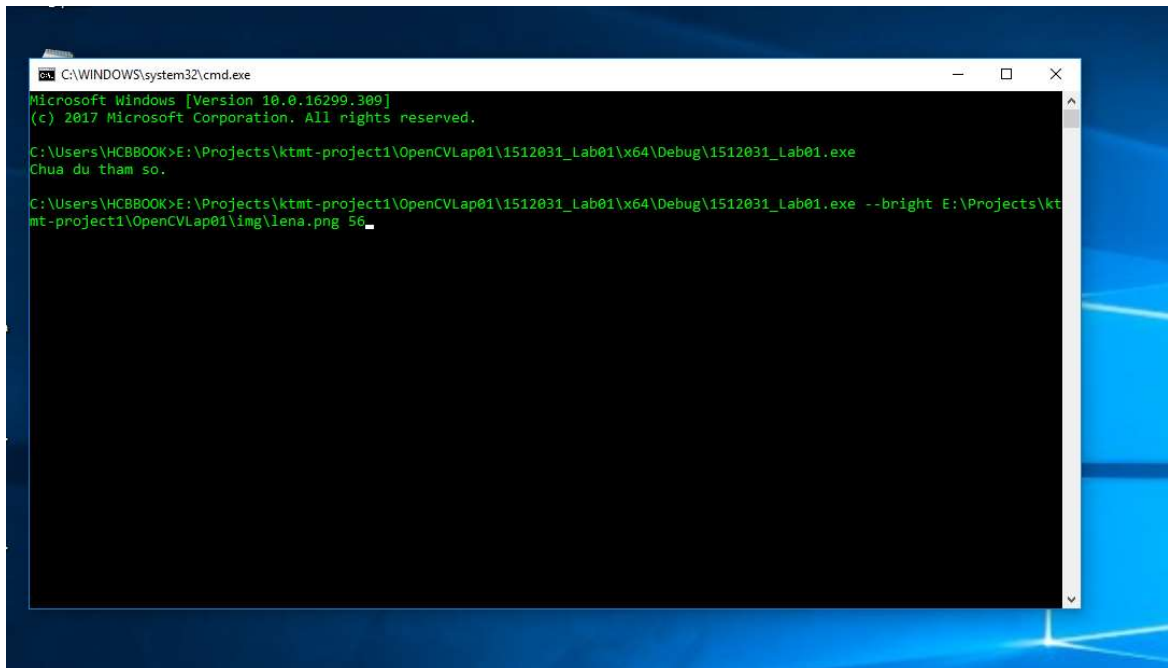 C:\WINDOWS\system32\cmd.exe
Microsoft Windows [Version 10.0.16299.309]
(c) 2017 Microsoft Corporation. All rights reserved.
C:\Users\HCBBOOK>E:\Projects\ktmt-project1\OpenCVLap01\1512031_Lab01\x64\Debug\1512031_Lab01.exe
Chua du tham so.
C:\Users\HCBBOOK>E:\Projects\ktmt-project1\OpenCVLap01\1512031_Lab01\x64\Debug\1512031_Lab01.exe --bright E:\Projects\kt
mt-project1\OpenCVLap01\img\lena.png 56